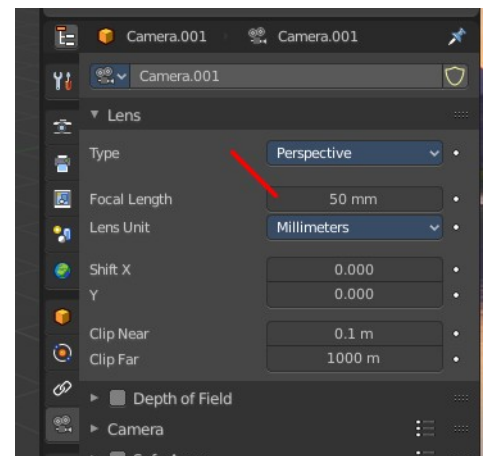 Camera.001 Camera.001
Camera.001
Lens
Type Perspective
Focal Length 50 mm
Lens Unit Millimeters
Shift X 0.000
Y 0.000
Clip Near 0.1 m
Clip Far 1000 m
Depth of Field
Camera